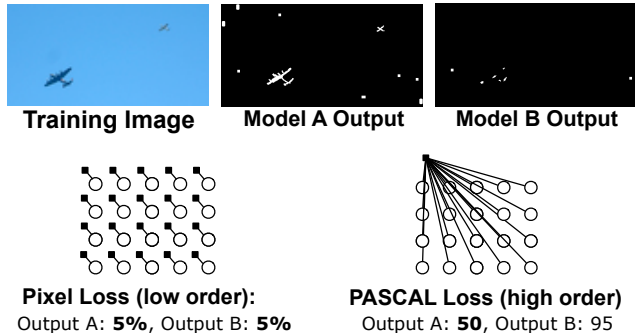 Training Image
Model A Output
Model B Output
Pixel Loss (low order):
Output A: 5%, Output B: 5%
PASCAL Loss (high order)
Output A: 50, Output B: 95